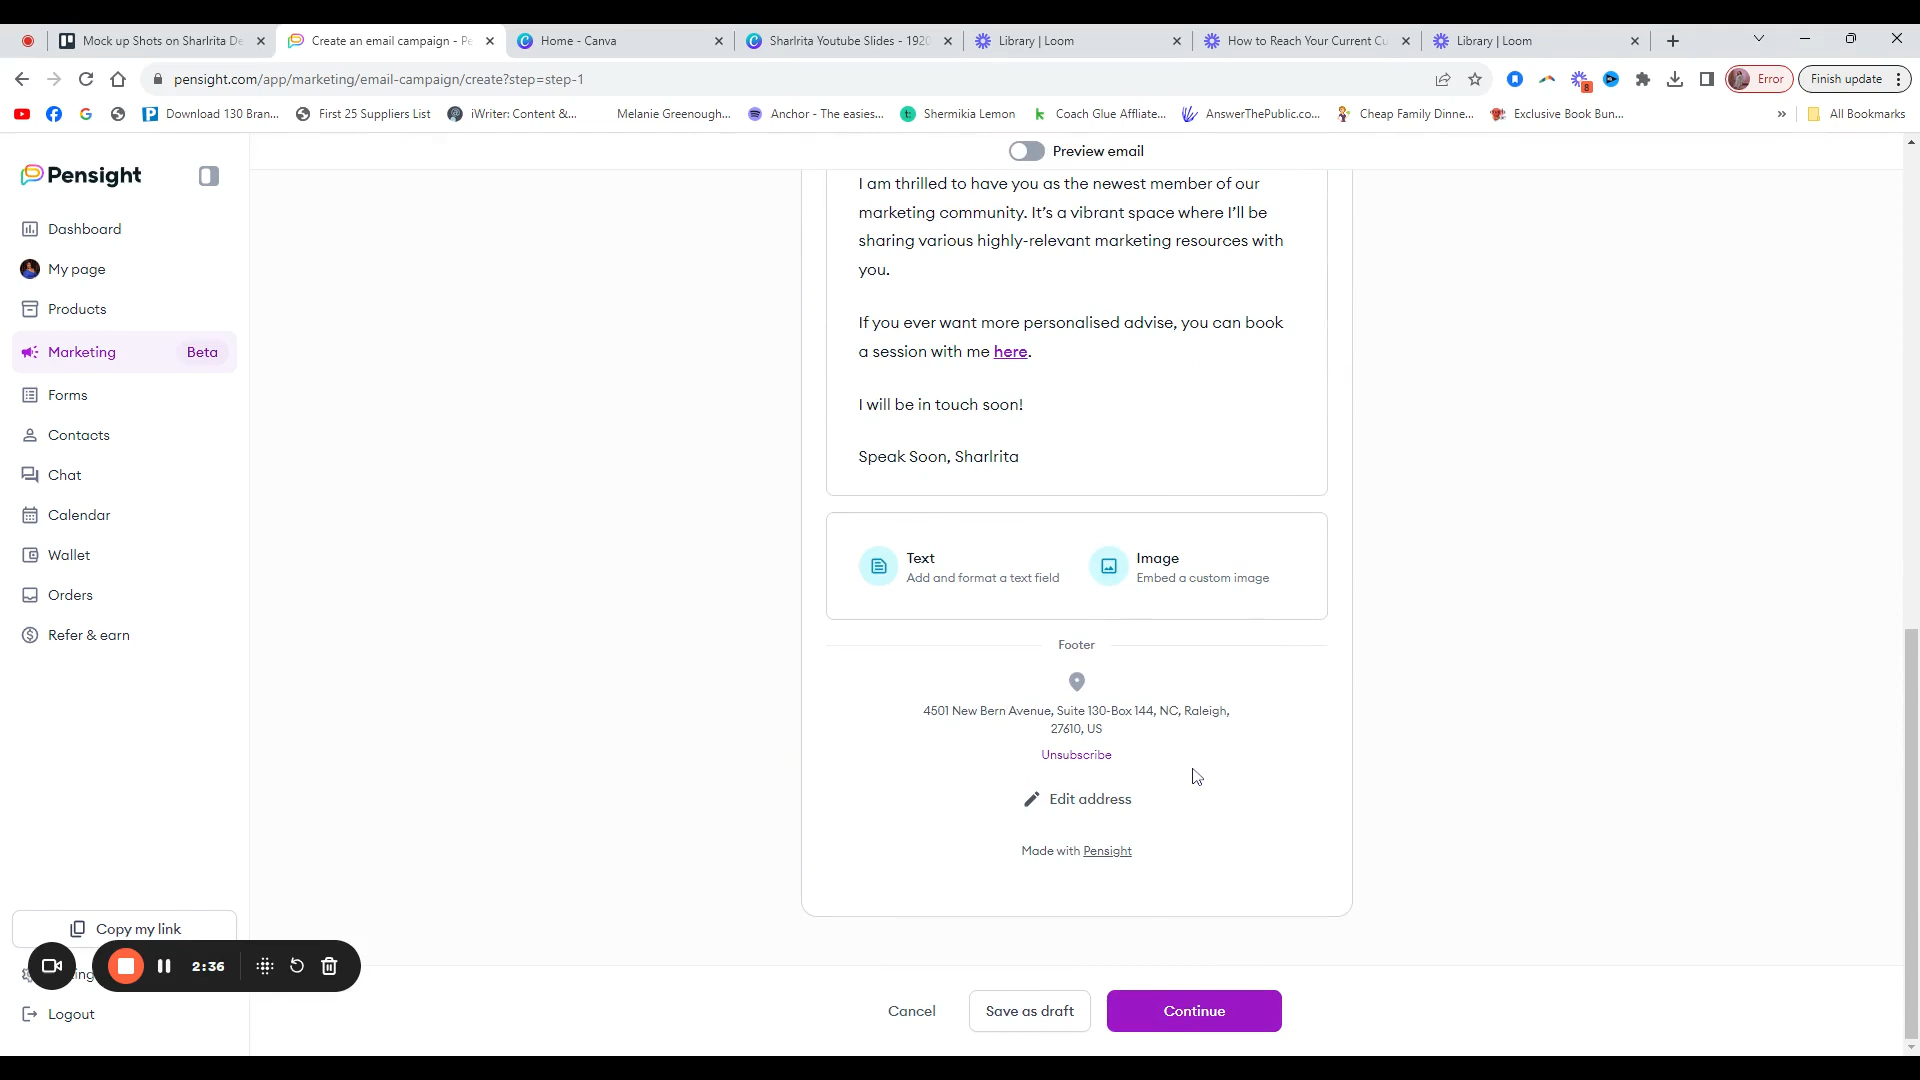 Mock up Shots on Sharlrita De
Create an email campaign - Pe
Home - Canva
Sharlrita Youtube Slides - 1920
Library | Loom
How to Reach Your Current Cu
Library | Loom
pensight.com/app/marketing/email-campaign/create?step=step-1
8
Error
Finish update
Download 130 Bran...
First 25 Suppliers List
iWriter: Content &...
Melanie Greenough...
Anchor - The easies...
Shermikia Lemon
Coach Glue Affliate...
AnswerThePublic.co...
Cheap Family Dinne...
Exclusive Book Bun...
»
All Bookmarks
Pensight
Dashboard
My page
Products
Marketing
Beta
Forms
Contacts
Chat
Calendar
Wallet
Orders
Refer & earn
Copy my link
2:36
Logout
Preview email
I am thrilled to have you as the newest member of our
marketing community. It’s a vibrant space where I’ll be
sharing various highly-relevant marketing resources with
you.
If you ever want more personalised advise, you can book
a session with me here.
I will be in touch soon!
Speak Soon, Sharlrita
Text
Add and format a text field
Image
Embed a custom image
Footer
4501 New Bern Avenue, Suite 130-Box 144, NC, Raleigh,
27610, US
Unsubscribe
Edit address
Made with Pensight
Cancel
Save as draft
Continue